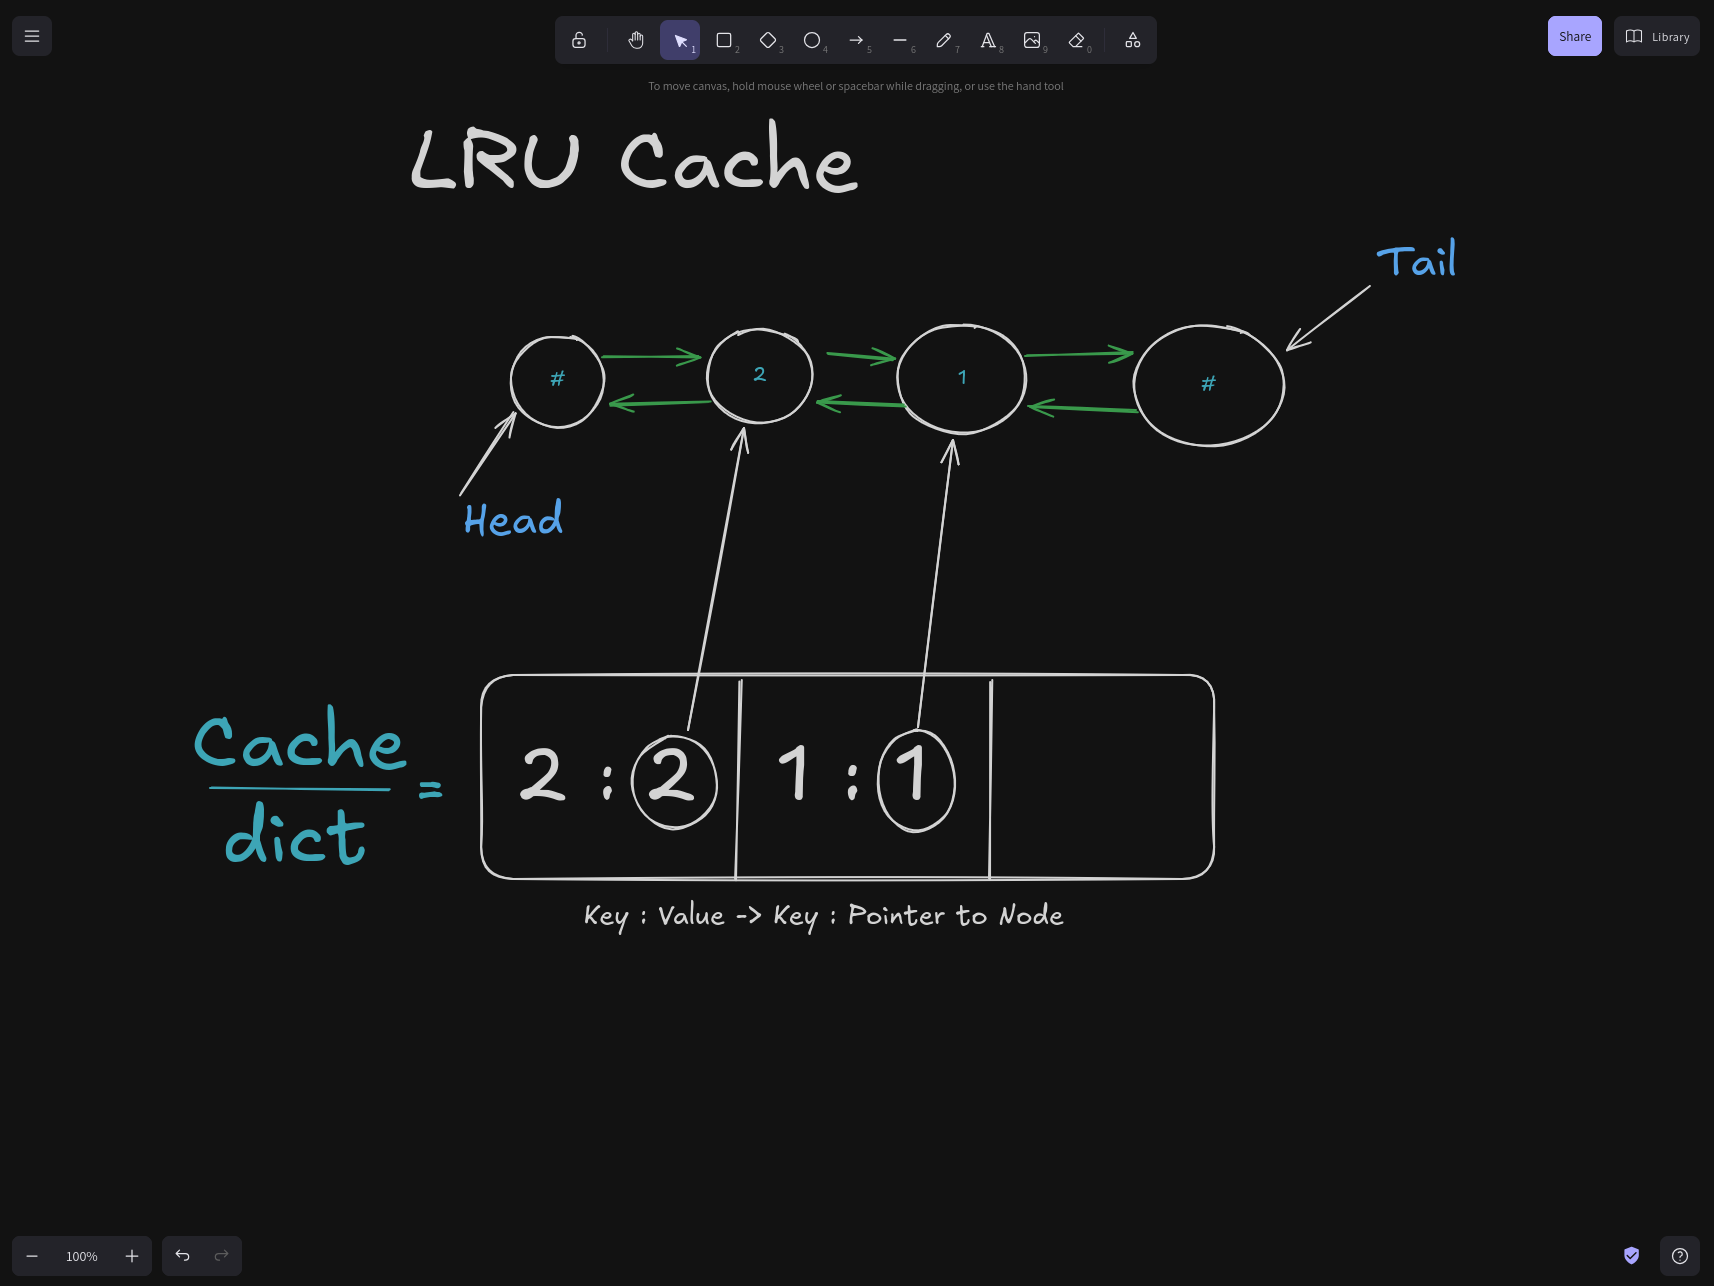 1 2 3 4 5 6 7 8 9 0
Share
Library
To move canvas, hold mouse wheel or spacebar while dragging, or use the hand tool
LRU Cache
Tail
# 2 1 #
Head
Cache
dict
=
2 : 2 1 : 1
Key : Value -> Key : Pointer to Node
100%